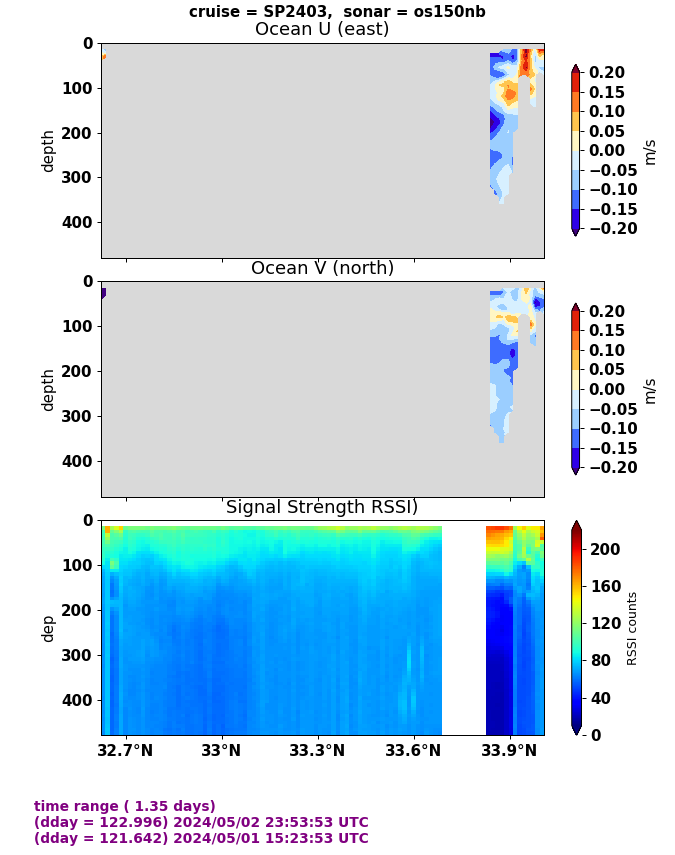 cruise = SP2403, sonar = os150nb
Ocean U (east)
0
100
200
300
400
depth
0.20
0.15
0.10
0.05
0.00
−0.05
−0.10
−0.15
−0.20
m/s
Ocean V (north)
0
100
200
300
400
depth
0.20
0.15
0.10
0.05
0.00
−0.05
−0.10
−0.15
−0.20
m/s
Signal Strength RSSI)
0
100
200
300
400
dep
200
160
120
80
40
0
RSSI counts
32.7°N 33°N 33.3°N 33.6°N 33.9°N
time range ( 1.35 days)
(dday = 122.996) 2024/05/02 23:53:53 UTC
(dday = 121.642) 2024/05/01 15:23:53 UTC